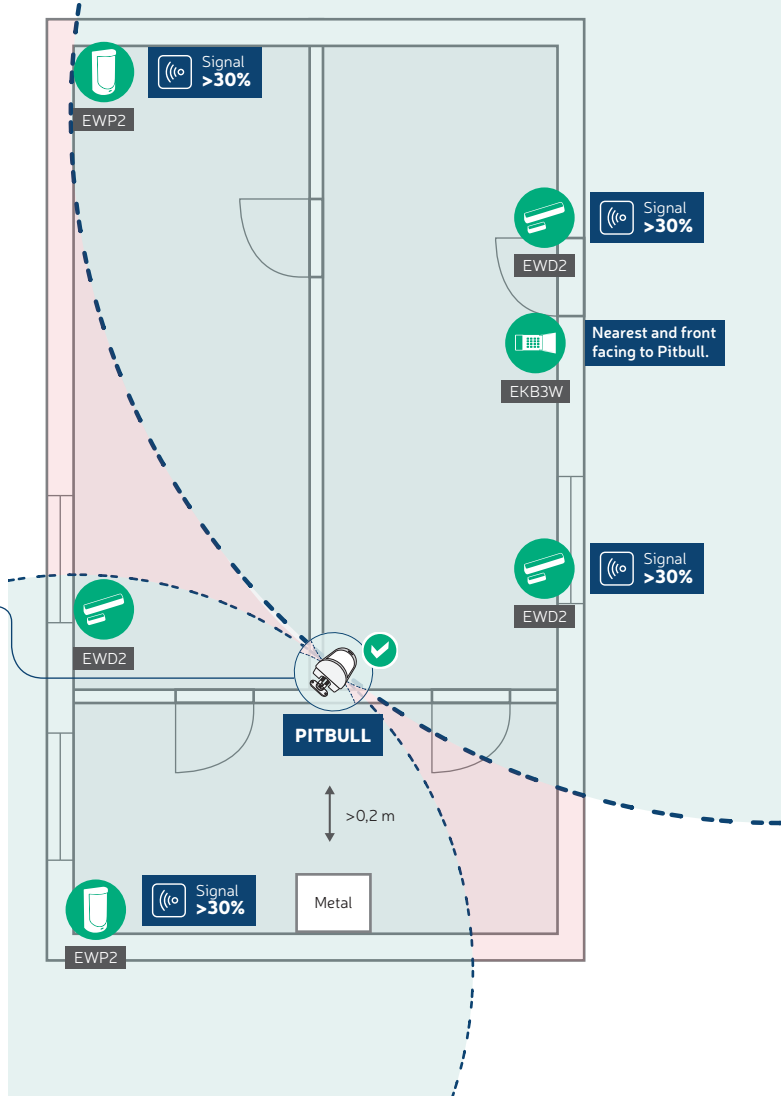 Signal
>30%
EWP2
Signal
>30%
EWD2
Nearest and front
facing to Pitbull.
EKB3W
Signal
>30%
EWD2
EWD2
PITBULL
>0,2 m
Signal
>30%
Metal
EWP2